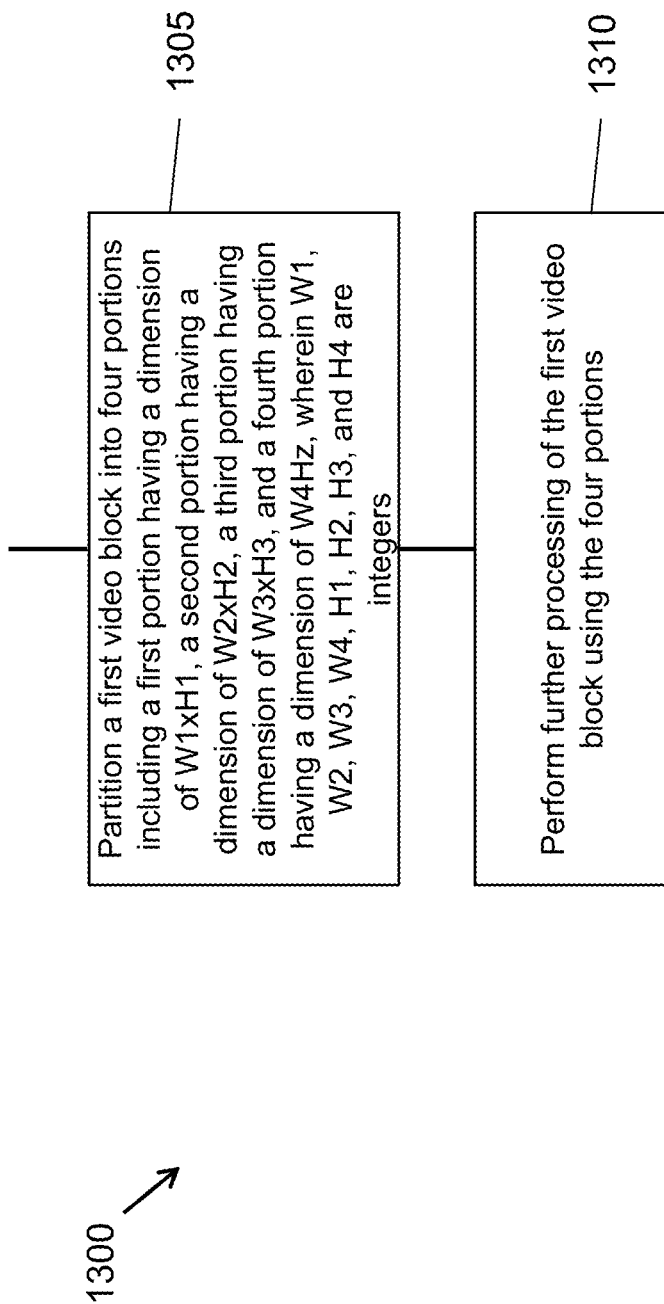 1300
Partition a first video block into four portions
including a first portion having a dimension
of W1xH1, a second portion having a
dimension of W2xH2, a third portion having
a dimension of W3xH3, and a fourth portion
having a dimension of W4Hz, wherein W1,
W2, W3, W4, H1, H2, H3, and H4 are
integers
1305
Perform further processing of the first video
block using the four portions
1310